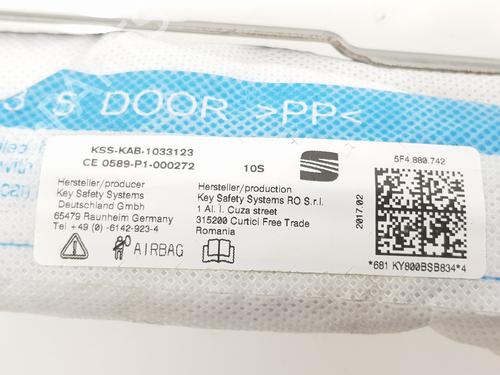 3 S DOOR >PP<
KSS-KAB-1033123
CE 0589-P1-000272 10S
5F4.880.742
Hersteller/producer
Key Safety Systems
Deutschland Gmbh
65479 Raunheim Germany
Tel +49 (0) -6142-923-4
Hersteller/production
Key Safety Systems RO S.r.l.
1 Al. I. Cuza street
315200 Curtici Free Trade
Romania
2017.02
AIRBAG
*681 KY800BSB834*4